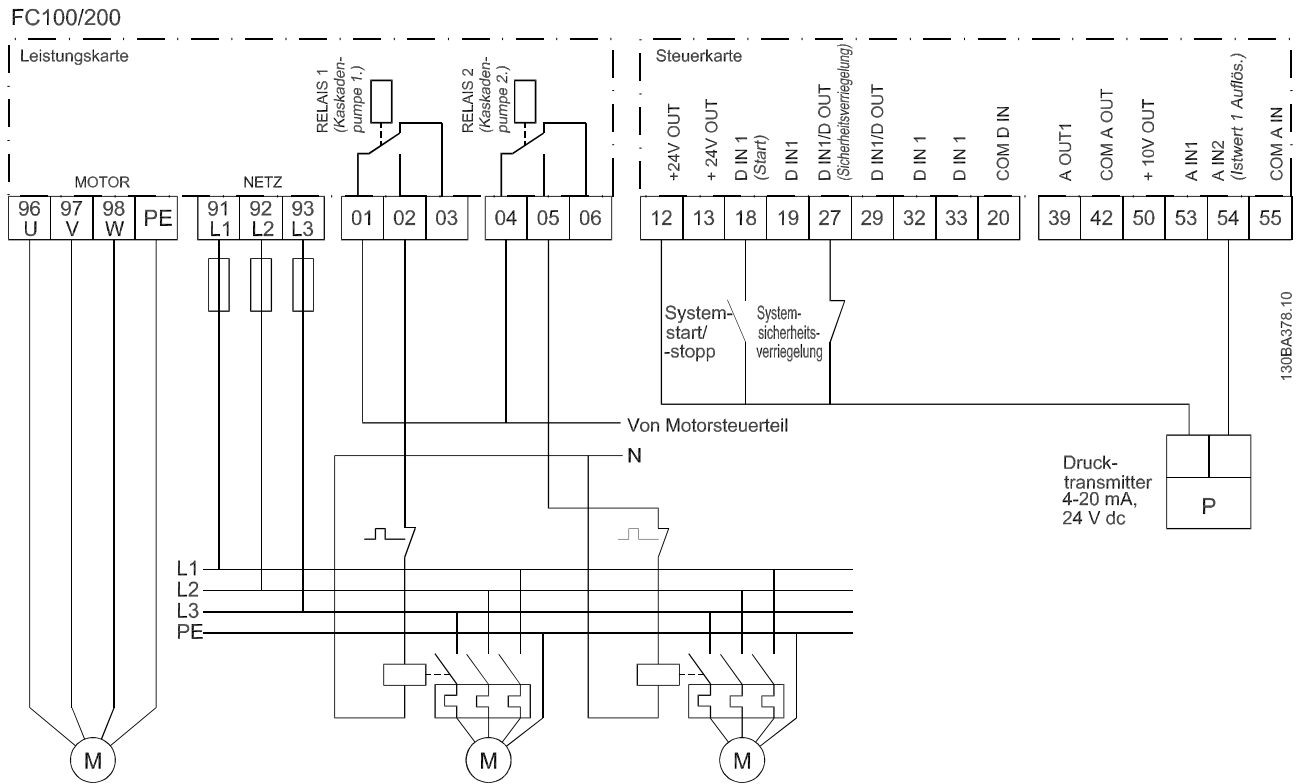 FC100/200
Leistungskarte
RELAIS 1
(Kaskaden-
pumpe 1.)
RELAIS 2
(Kaskaden-
pumpe 2.)
MOTOR
NETZ
96
U
97
V
98
W
PE
91
L1
92
L2
93
L3
01
02
03
04
05
06
Steuerkarte
+24V OUT
+ 24V OUT
D IN 1
(Start)
D IN1
D IN1/D OUT
(Sicherheitsverriegelung)
D IN1/D OUT
D IN 1
D IN 1
COM D IN
A OUT1
COM A OUT
+ 10V OUT
A IN1
A IN2
(Istwert 1 Auflös.)
COM A IN
12
13
18
19
27
29
32
33
20
39
42
50
53
54
55
System-
start/
-stopp
System-
sicherheits-
verriegelung
130BA378.10
Von Motorsteuerteil
N
Druck-
transmitter
4-20 mA,
24 V dc
P
L1
L2
L3
PE
M
M
M